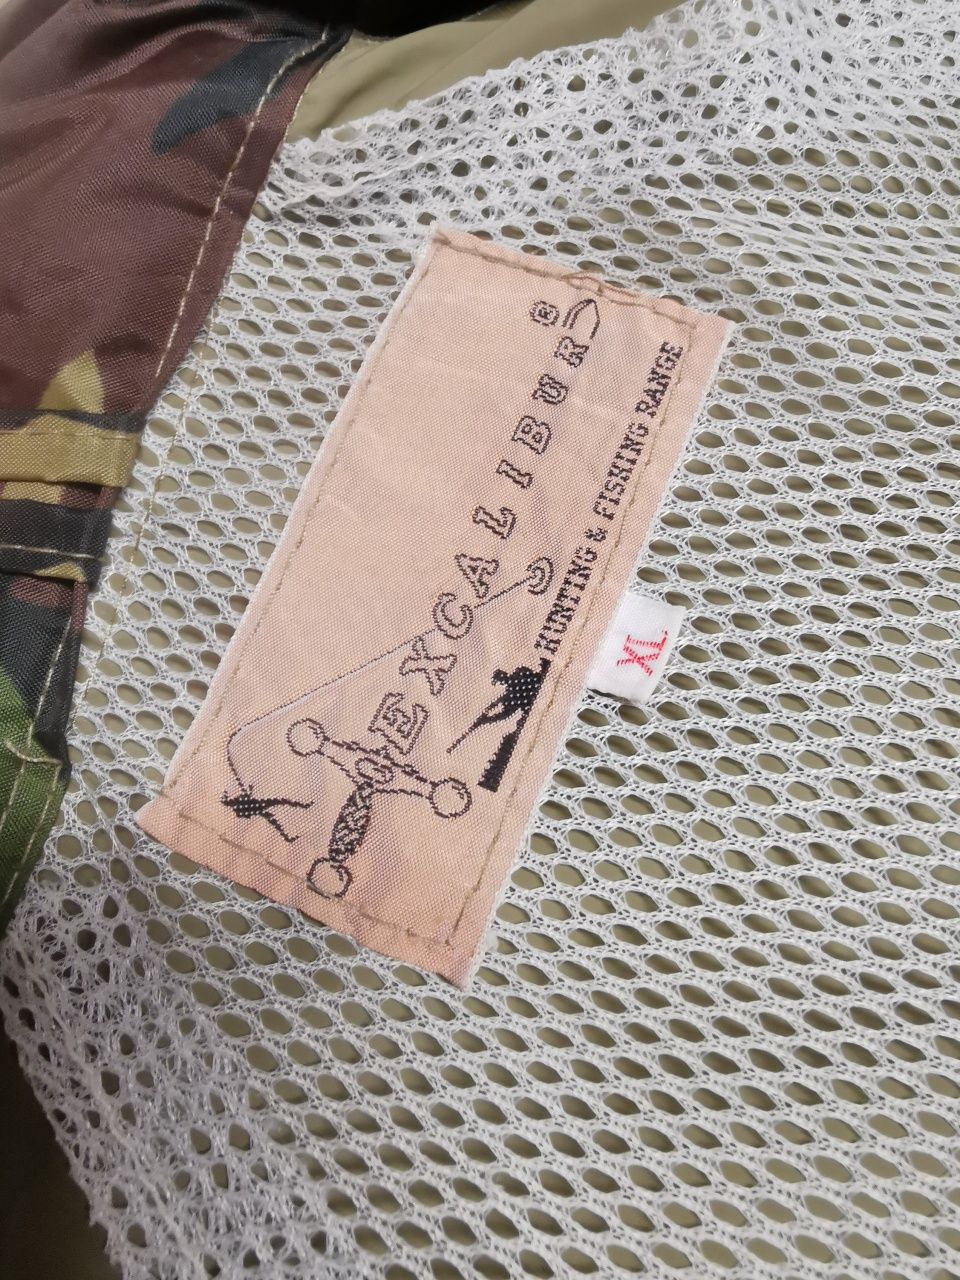 EXCALIBUR ®
HUNTING & FISHING RANGE
XL